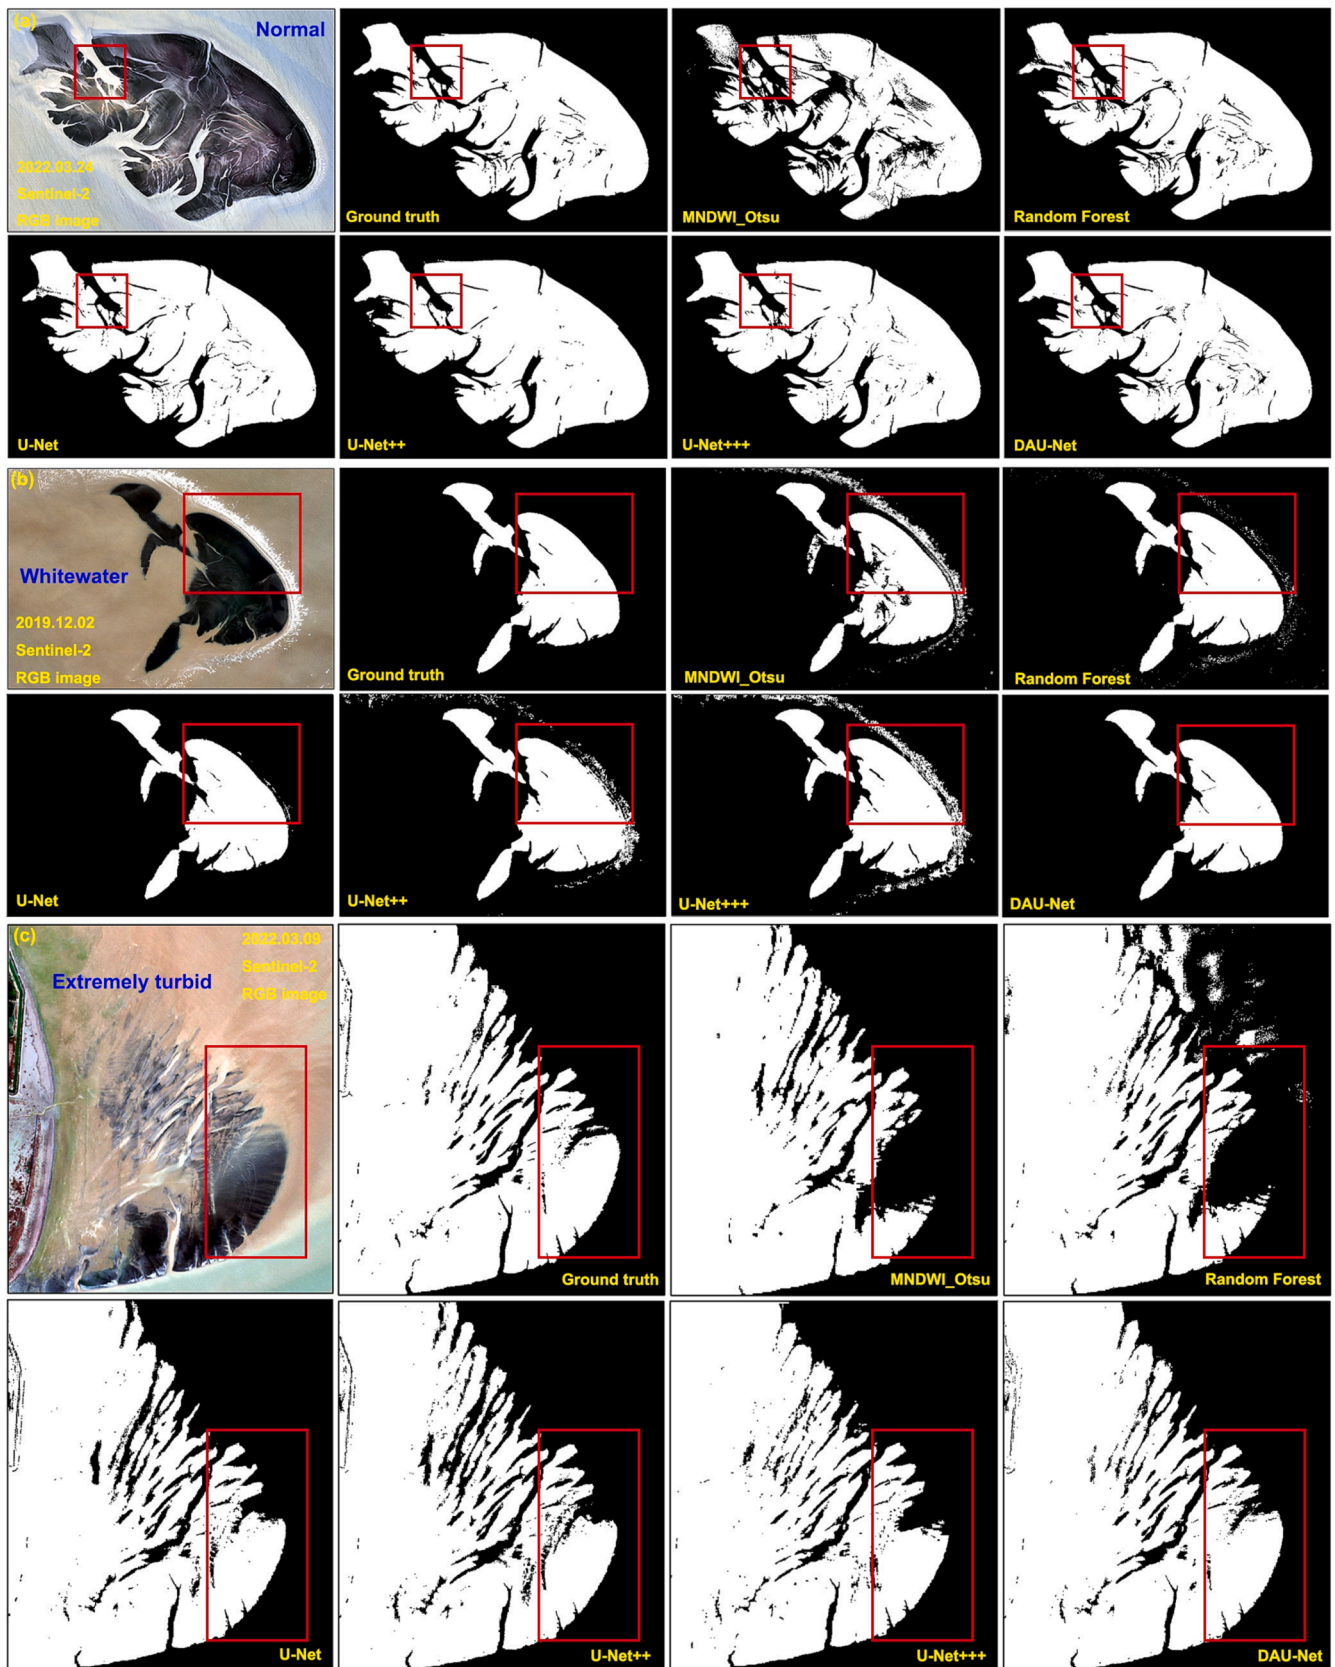 (a)
Normal
2022.03.24
Sentinel-2
RGB image
Ground truth
MNDWI_Otsu
Random Forest
U-Net
U-Net++
U-Net+++
DAU-Net
(b)
Whitewater
2019.12.02
Sentinel-2
RGB image
Ground truth
MNDWI_Otsu
Random Forest
U-Net
U-Net++
U-Net+++
DAU-Net
(c)
2022.03.09
Sentinel-2
RGB image
Extremely turbid
Ground truth
MNDWI_Otsu
Random Forest
U-Net
U-Net++
U-Net+++
DAU-Net